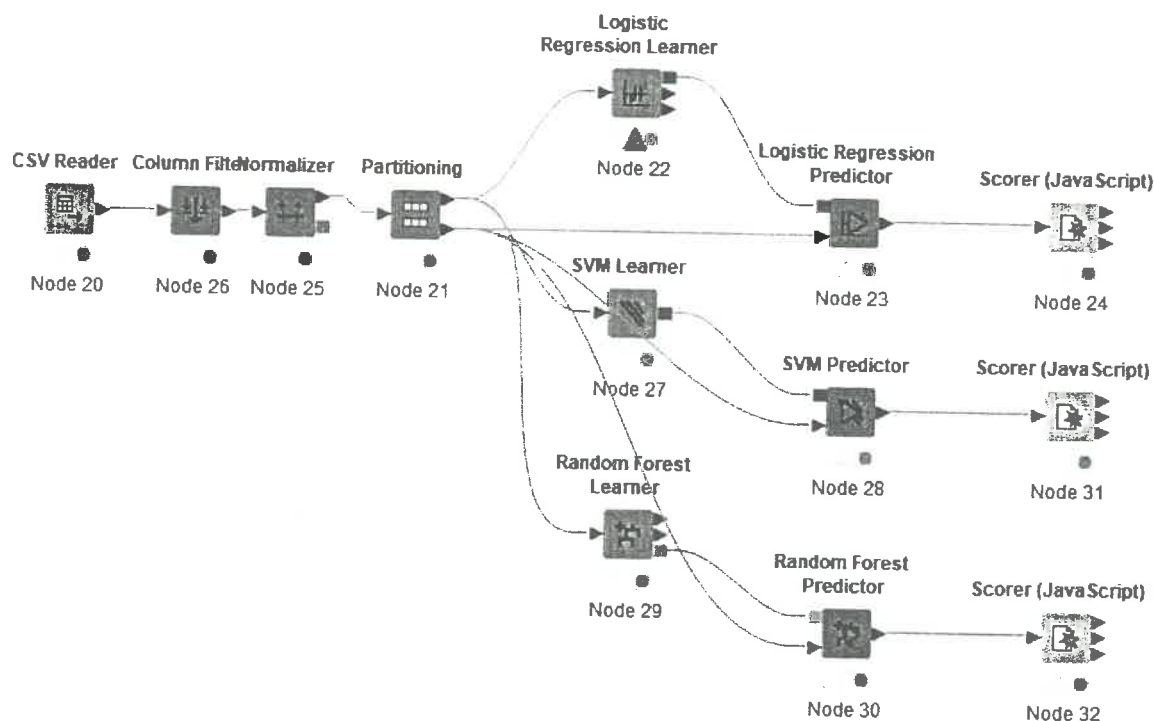 Logistic
Regression Learner
Node 22
CSV Reader
Column Filter
Normalizer
Partitioning
Node 20
Node 26
Node 25
Node 21
Logistic Regression
Predictor
Node 23
Scorer (JavaScript)
Node 24
SVM Learner
Node 27
SVM Predictor
Node 28
Scorer (JavaScript)
Node 31
Random Forest
Learner
Node 29
Random Forest
Predictor
Node 30
Scorer (JavaScript)
Node 32